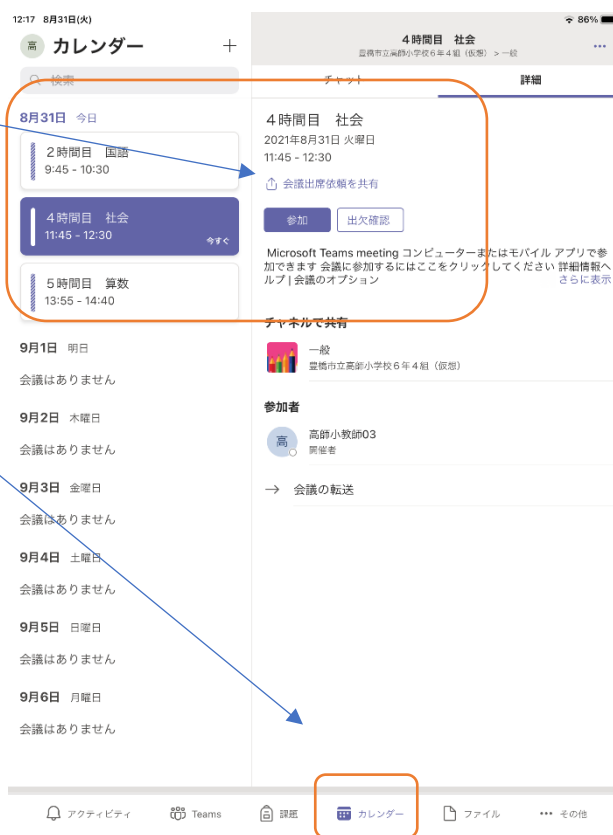 12:17 8月31日(火)
86%
高 カレンダー +
検索
8月31日 今日
2時間目 国語
9:45 - 10:30
4時間目 社会
11:45 - 12:30
今すぐ
5時間目 算数
13:55 - 14:40
9月1日 明日
会議はありません
9月2日 木曜日
会議はありません
9月3日 金曜日
会議はありません
9月4日 土曜日
会議はありません
9月5日 日曜日
会議はありません
9月6日 月曜日
会議はありません
4時間目 社会
豊橋市立高師小学校6年4組（仮想） > 一般
チャット 詳細
4時間目 社会
2021年8月31日 火曜日
11:45 - 12:30
会議出席依頼を共有
参加 出欠確認
Microsoft Teams meeting コンピューターまたはモバイル アプリで参
加できます 会議に参加するにはここをクリックしてください 詳細情報ヘ
ルプ | 会議のオプション さらに表示
チャネルで共有
一般
豊橋市立高師小学校6年4組（仮想）
参加者
高 高師小教師03
開催者
会議の転送
アクティビティ Teams 課題 カレンダー ファイル その他